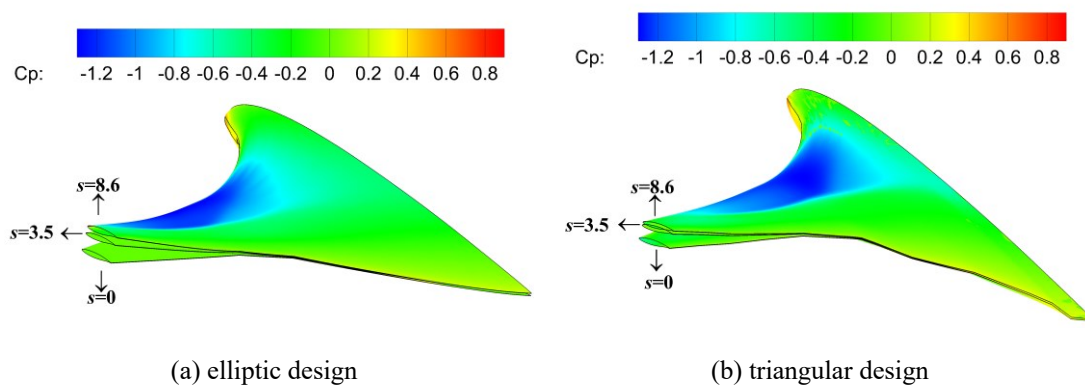 Cp: -1.2 -1 -0.8 -0.6 -0.4 -0.2 0 0.2 0.4 0.6 0.8
s=8.6
s=3.5
s=0
(a) elliptic design
Cp: -1.2 -1 -0.8 -0.6 -0.4 -0.2 0 0.2 0.4 0.6 0.8
s=8.6
s=3.5
s=0
(b) triangular design